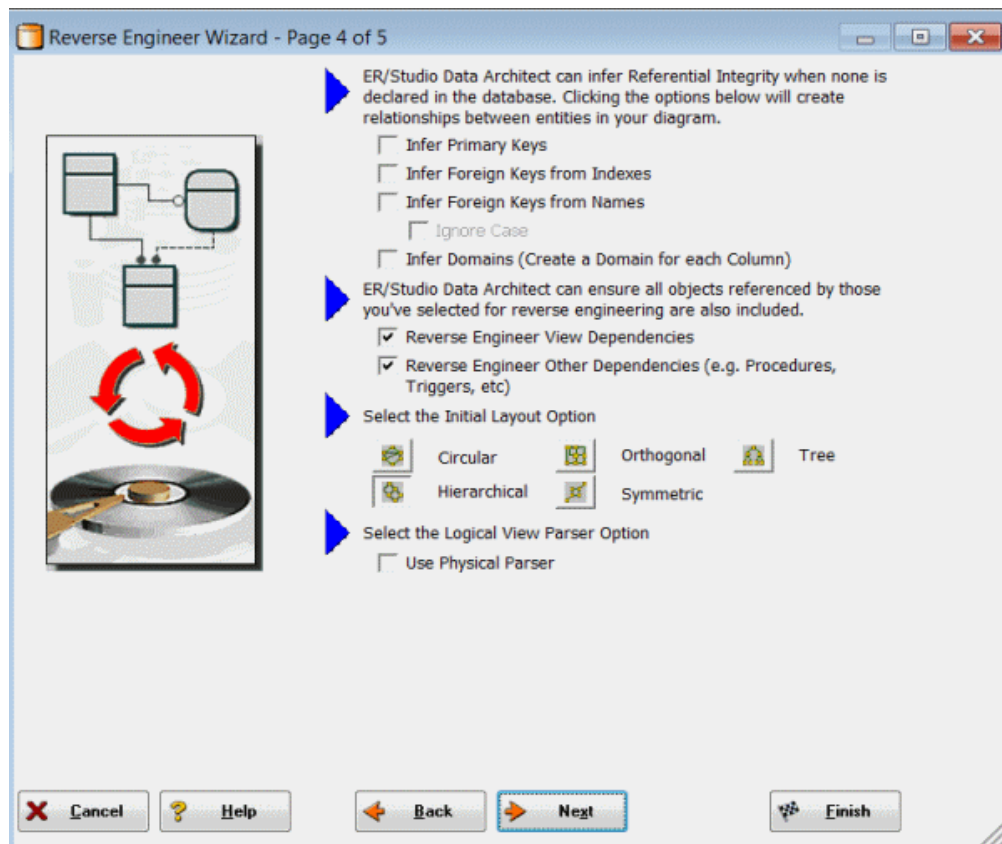 Reverse Engineer Wizard - Page 4 of 5
ER/Studio Data Architect can infer Referential Integrity when none is
declared in the database. Clicking the options below will create
relationships between entities in your diagram.
Infer Primary Keys
Infer Foreign Keys from Indexes
Infer Foreign Keys from Names
Ignore Case
Infer Domains (Create a Domain for each Column)
ER/Studio Data Architect can ensure all objects referenced by those
you've selected for reverse engineering are also included.
Reverse Engineer View Dependencies
Reverse Engineer Other Dependencies (e.g. Procedures,
Triggers, etc)
Select the Initial Layout Option
Circular Orthogonal Tree
Hierarchical Symmetric
Select the Logical View Parser Option
Use Physical Parser
Cancel Help Back Next Finish